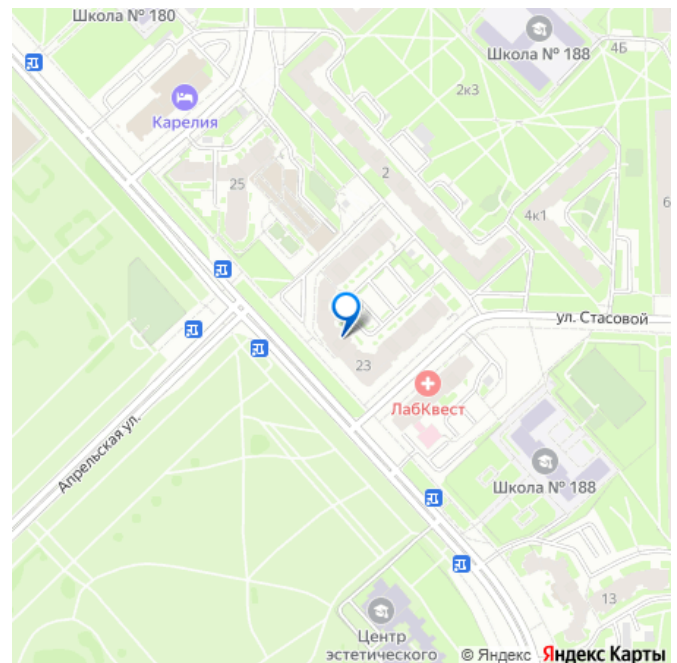 Школа № 180
Школа № 188
4Б
2к3
Карелия
2
25
4к1
6
ул. Стасовой
23
ЛабКвест
Апрельская ул.
Школа № 188
13
Центр
эстетического
© Яндекс Яндекс Карты